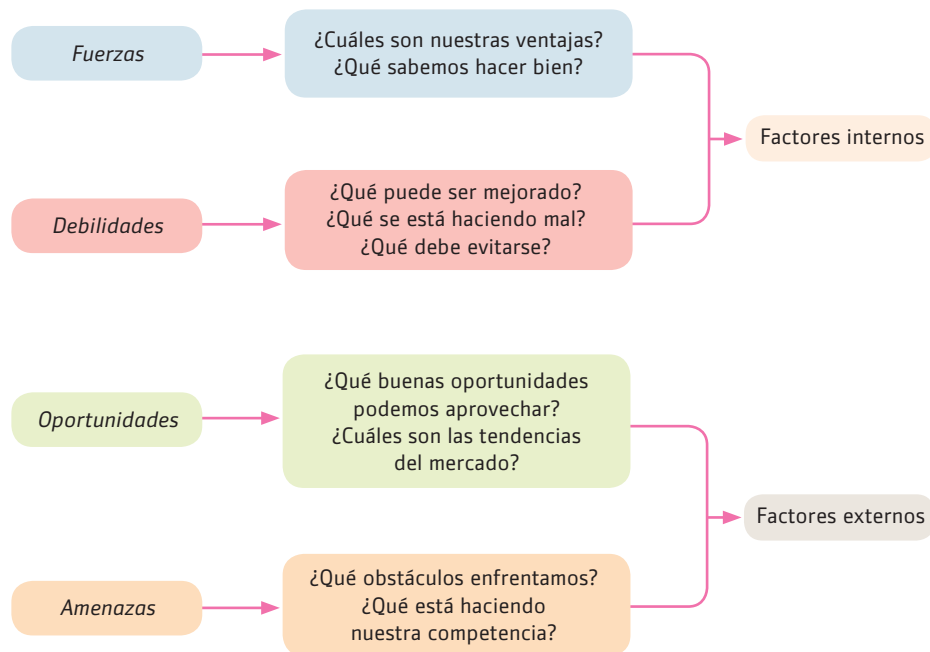 Fuerzas
¿Cuáles son nuestras ventajas?
¿Qué sabemos hacer bien?
Factores internos
Debilidades
¿Qué puede ser mejorado?
¿Qué se está haciendo mal?
¿Qué debe evitarse?
Oportunidades
¿Qué buenas oportunidades
podemos aprovechar?
¿Cuáles son las tendencias
del mercado?
Factores externos
Amenazas
¿Qué obstáculos enfrentamos?
¿Qué está haciendo
nuestra competencia?